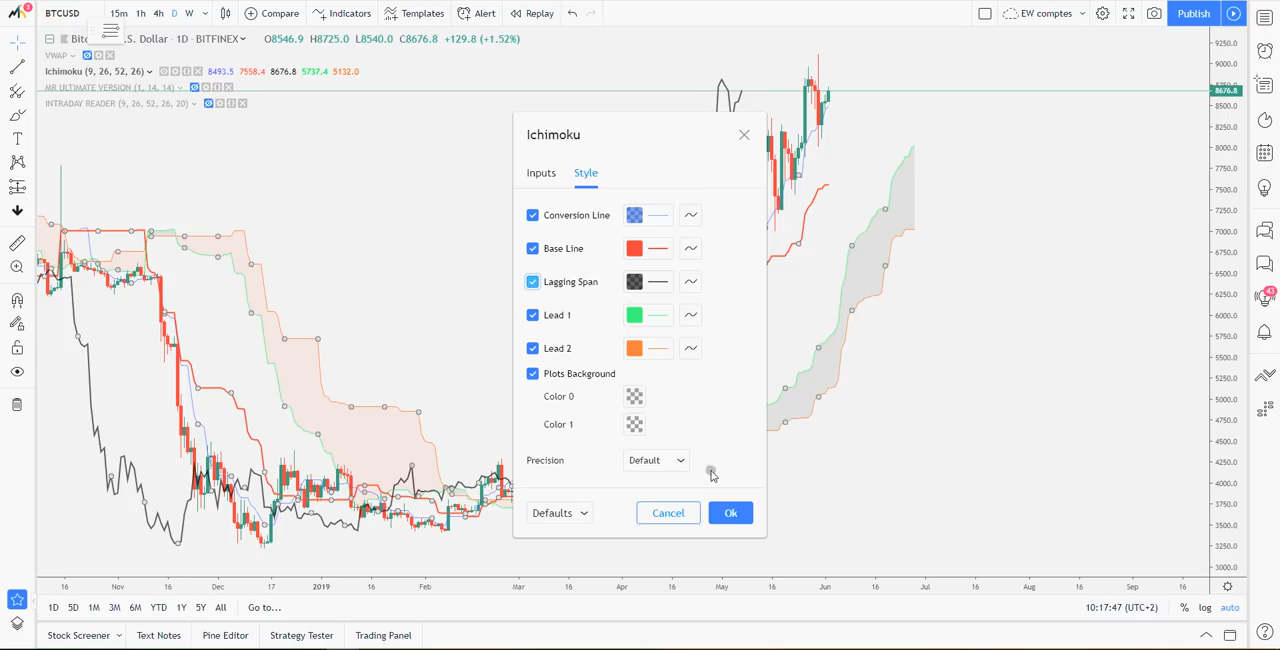 BTCUSD 15m 1h 4h D W Compare Indicators Templates Alert Replay EW comptes Publish
S. Dollar · 1D · BITFINEX O8546.9 H8725.0 L8540.0 C8676.8 +129.8 (+1.52%)
VWAP
Ichimoku (9, 26, 52, 26) 8493.5 7558.4 8676.8 5737.4 5132.0
MR ULTIMATE VERSION (1, 14, 14)
INTRADAY READER (9, 26, 52, 26, 20)
Ichimoku
Inputs Style
Conversion Line
Base Line
Lagging Span
Lead 1
Lead 2
Plots Background
Color 0
Color 1
Precision Default
Defaults Cancel Ok
9250.0
9000.0
8676.8
8500.0
8250.0
8000.0
7750.0
7500.0
7250.0
7000.0
6750.0
6500.0
6250.0
6000.0
5750.0
5500.0
5250.0
5000.0
4750.0
4500.0
4250.0
4000.0
3750.0
3500.0
3250.0
3000.0
43
16 Nov 16 Dec 17 2019 16 Feb Mar 16 Apr 16 May 16 Jun 16 Jul 16 Aug 16 Sep 16
1D 5D 1M 3M 6M YTD 1Y 5Y All Go to... 10:17:47 (UTC+2) % log auto
Stock Screener Text Notes Pine Editor Strategy Tester Trading Panel